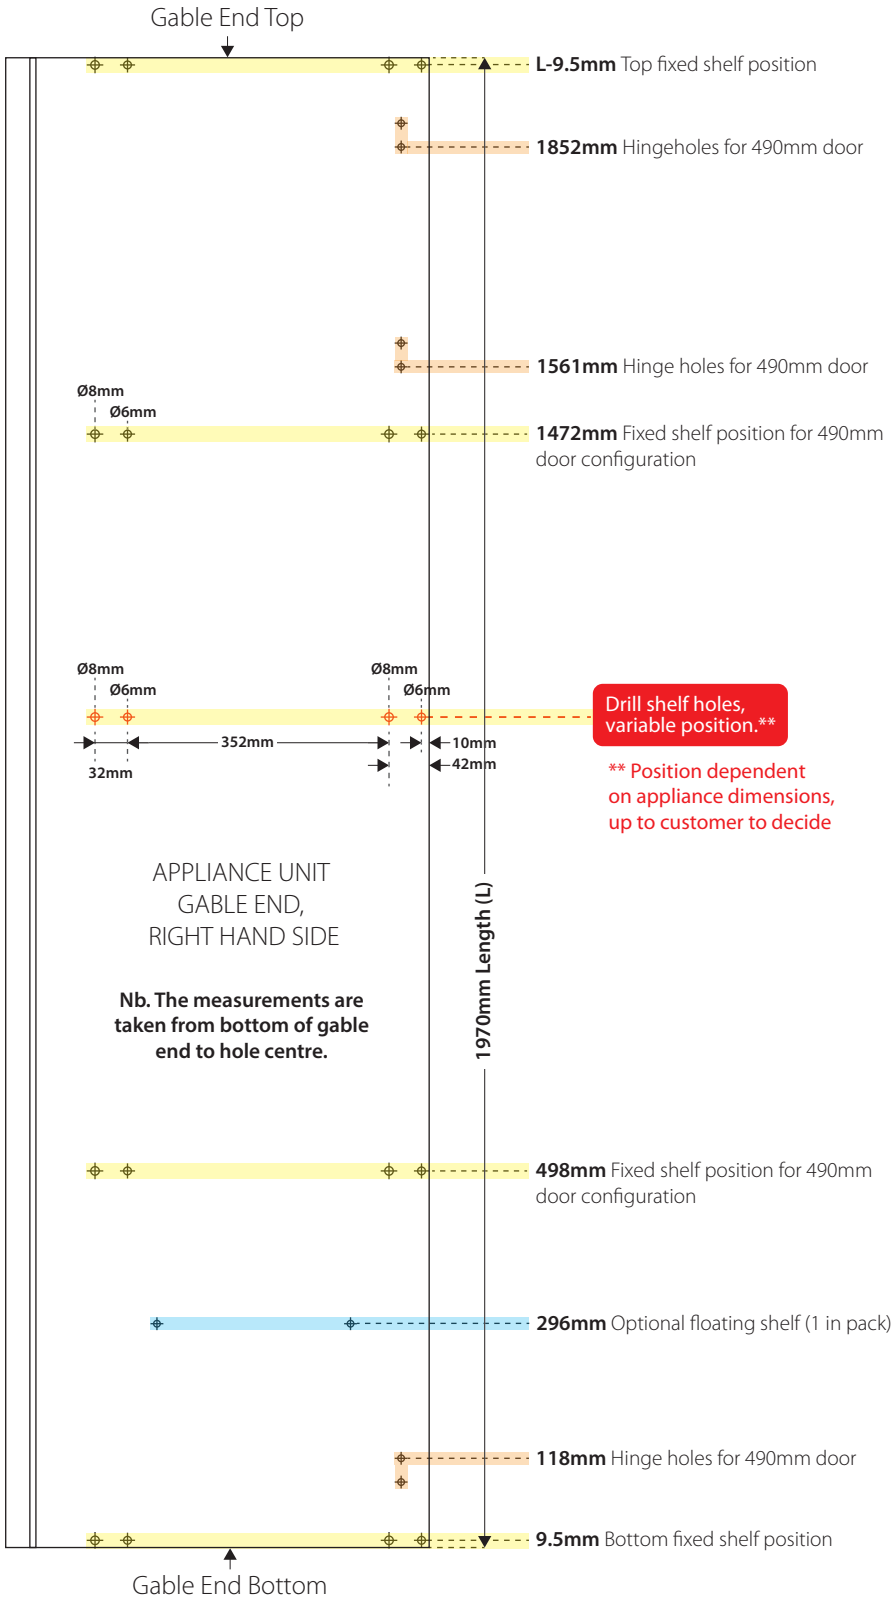 Gable End Top
L-9.5mm Top fixed shelf position
1852mm Hingeholes for 490mm door
1561mm Hinge holes for 490mm door
Ø8mm
Ø6mm
1472mm Fixed shelf position for 490mm
door configuration
Ø8mm
Ø6mm
Ø8mm
Ø6mm
Drill shelf holes,
variable position.**
352mm
10mm
32mm
42mm
** Position dependent
on appliance dimensions,
up to customer to decide
APPLIANCE UNIT
GABLE END,
RIGHT HAND SIDE
1970mm Length (L)
Nb. The measurements are
taken from bottom of gable
end to hole centre.
498mm Fixed shelf position for 490mm
door configuration
296mm Optional floating shelf (1 in pack)
118mm Hinge holes for 490mm door
9.5mm Bottom fixed shelf position
Gable End Bottom